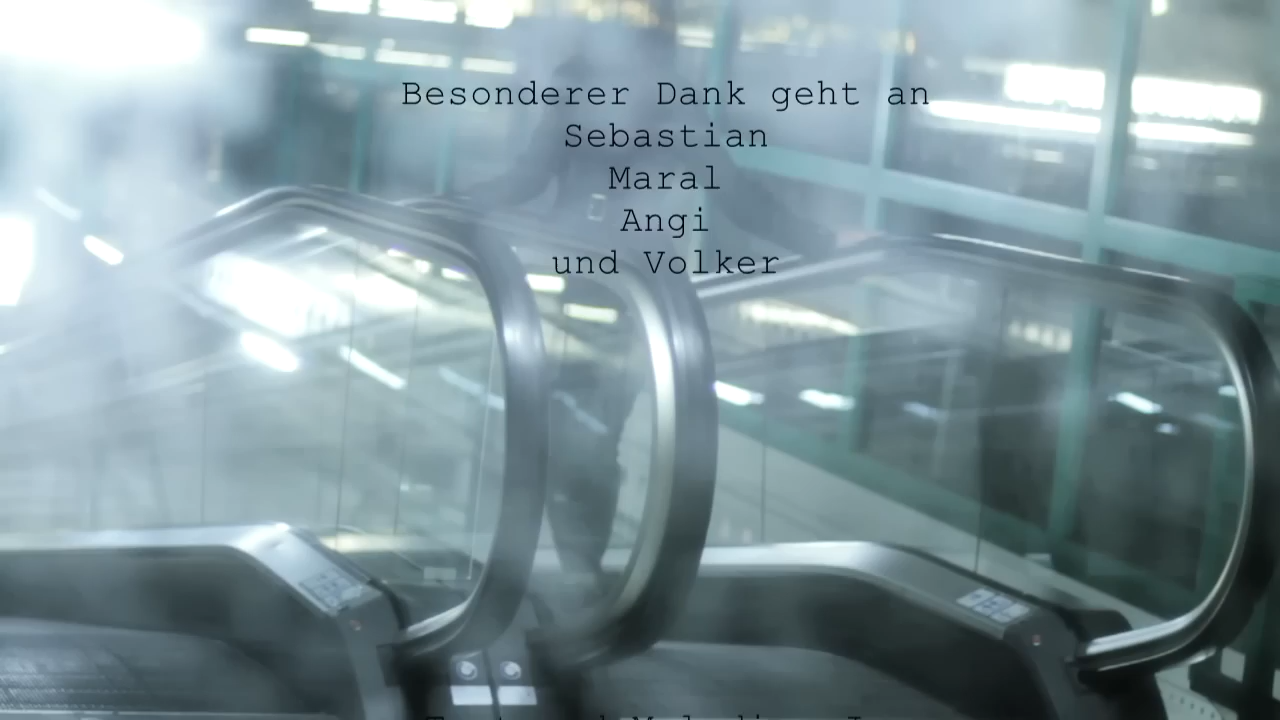 Besonderer Dank geht an
Sebastian
Maral
Angi
und Volker